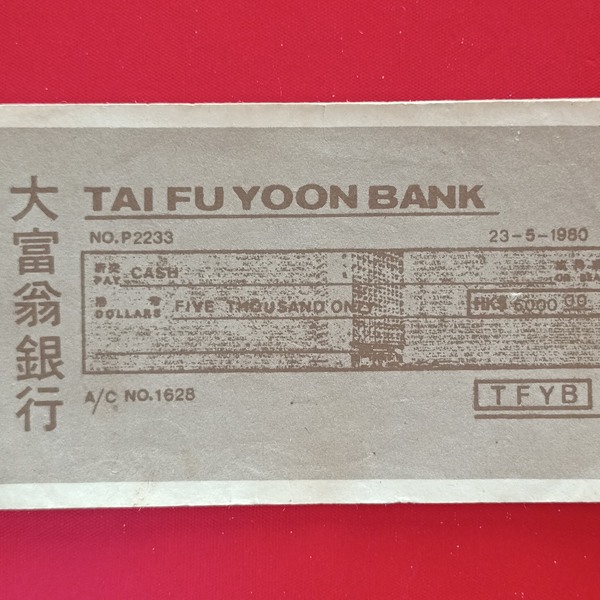 大富翁銀行
TAI FU YOON BANK
NO.P2233
23-5-1980
PAY CASH
DOLLARS FIVE THOUSAND ONLY
HK$ 6000 00
A/C NO.1628
TFYB